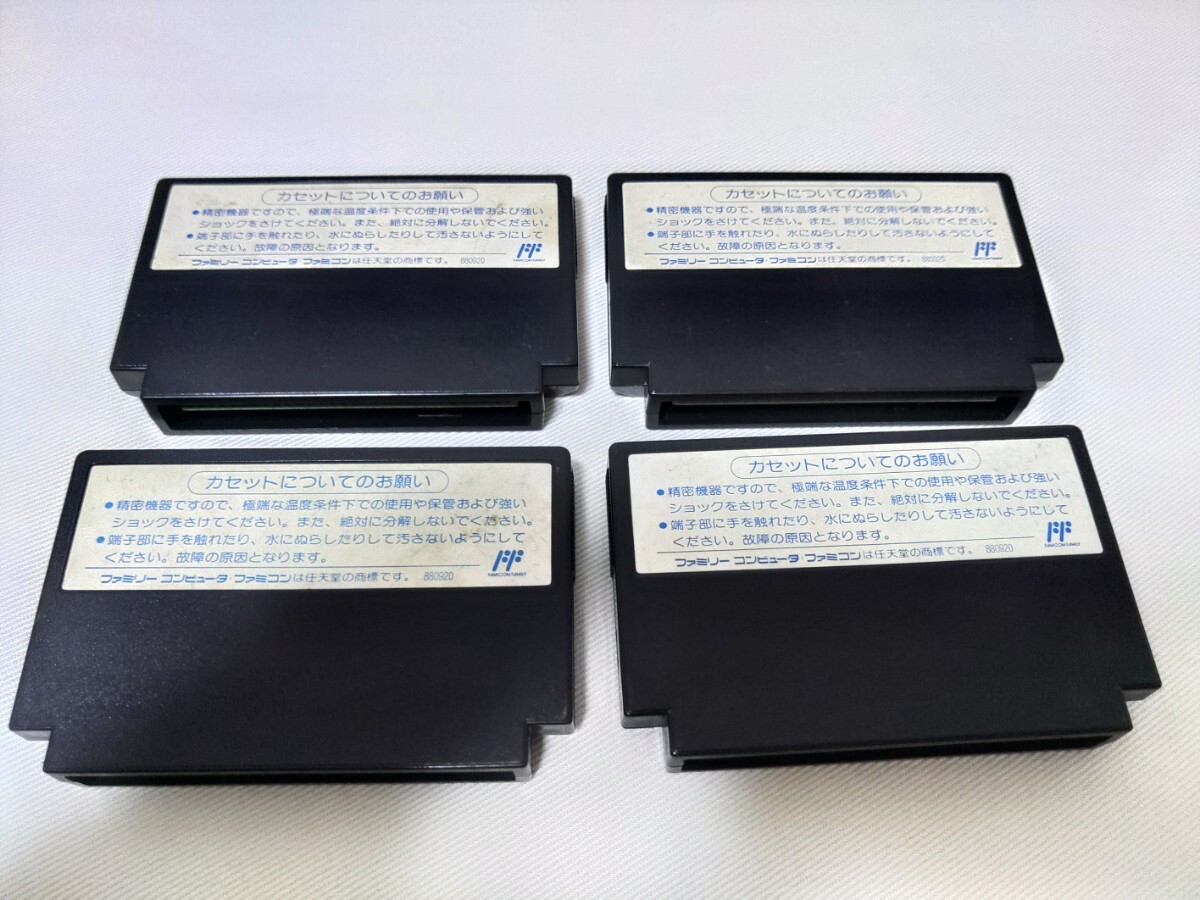 カセットについてのお願い
●精密機器ですので、極端な温度条件下での使用や保管および強い
ショックをさけてください。また、絶対に分解しないでください。
●端子部に手を触れたり、水にぬらしたりして汚さないようにして
ください。故障の原因となります。
FAMICOM FAMILY
ファミリー コンピュータ・ファミコンは任天堂の商標です。 880920
カセットについてのお願い
●精密機器ですので、極端な温度条件下での使用や保管および強い
ショックをさけてください。また、絶対に分解しないでください。
●端子部に手を触れたり、水にぬらしたりして汚さないようにして
ください。故障の原因となります。
FAMICOM FAMILY
ファミリー コンピュータ・ファミコンは任天堂の商標です。
カセットについてのお願い
●精密機器ですので、極端な温度条件下での使用や保管および強い
ショックをさけてください。また、絶対に分解しないでください。
●端子部に手を触れたり、水にぬらしたりして汚さないようにして
ください。故障の原因となります。
FAMICOM FAMILY
ファミリー コンピュータ・ファミコンは任天堂の商標です。 880920
カセットについてのお願い
●精密機器ですので、極端な温度条件下での使用や保管および強い
ショックをさけてください。また、絶対に分解しないでください。
●端子部に手を触れたり、水にぬらしたりして汚さないようにして
ください。故障の原因となります。
FAMICOM FAMILY
ファミリー コンピュータ・ファミコンは任天堂の商標です。 880920